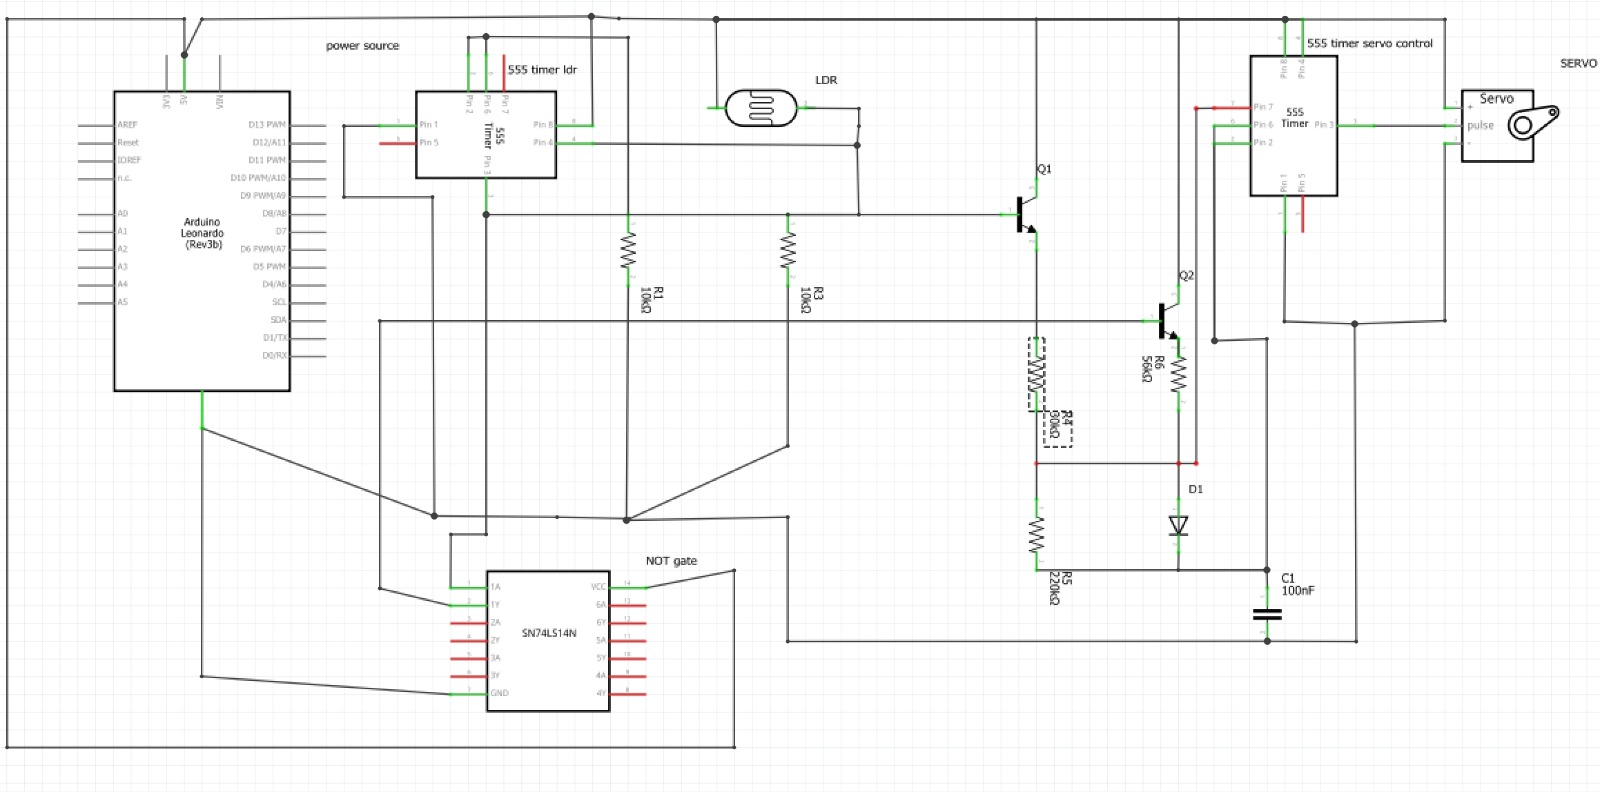 power source
555 timer ldr
LDR
555 timer servo control
SERVO
3V3
5V
VIN
AREF
Reset
IOREF
n.c.
A0
A1
A2
A3
A4
A5
Arduino
Leonardo
(Rev3b)
D13 PWM
D12/A11
D11 PWM
D10 PWM/A10
D9 PWM/A9
D8/A8
D7
D6 PWM/A7
D5 PWM
D4/A6
SCL
SDA
D1/TX
D0/RX
Pin 2
Pin 6
Pin 7
Pin 1
Pin 5
555
Timer
Pin 8
Pin 4
Pin 3
Q1
Q2
R1
10kΩ
R3
10kΩ
R4
30kΩ
R6
56kΩ
R5
220kΩ
D1
C1
100nF
Pin 8
Pin 4
Pin 7
Pin 6
Pin 2
555
Timer
Pin 3
Pin 1
Pin 5
Servo
+
pulse
-
NOT gate
1A
1Y
2A
2Y
3A
3Y
GND
SN74LS14N
VCC
6A
6Y
5A
5Y
4A
4Y